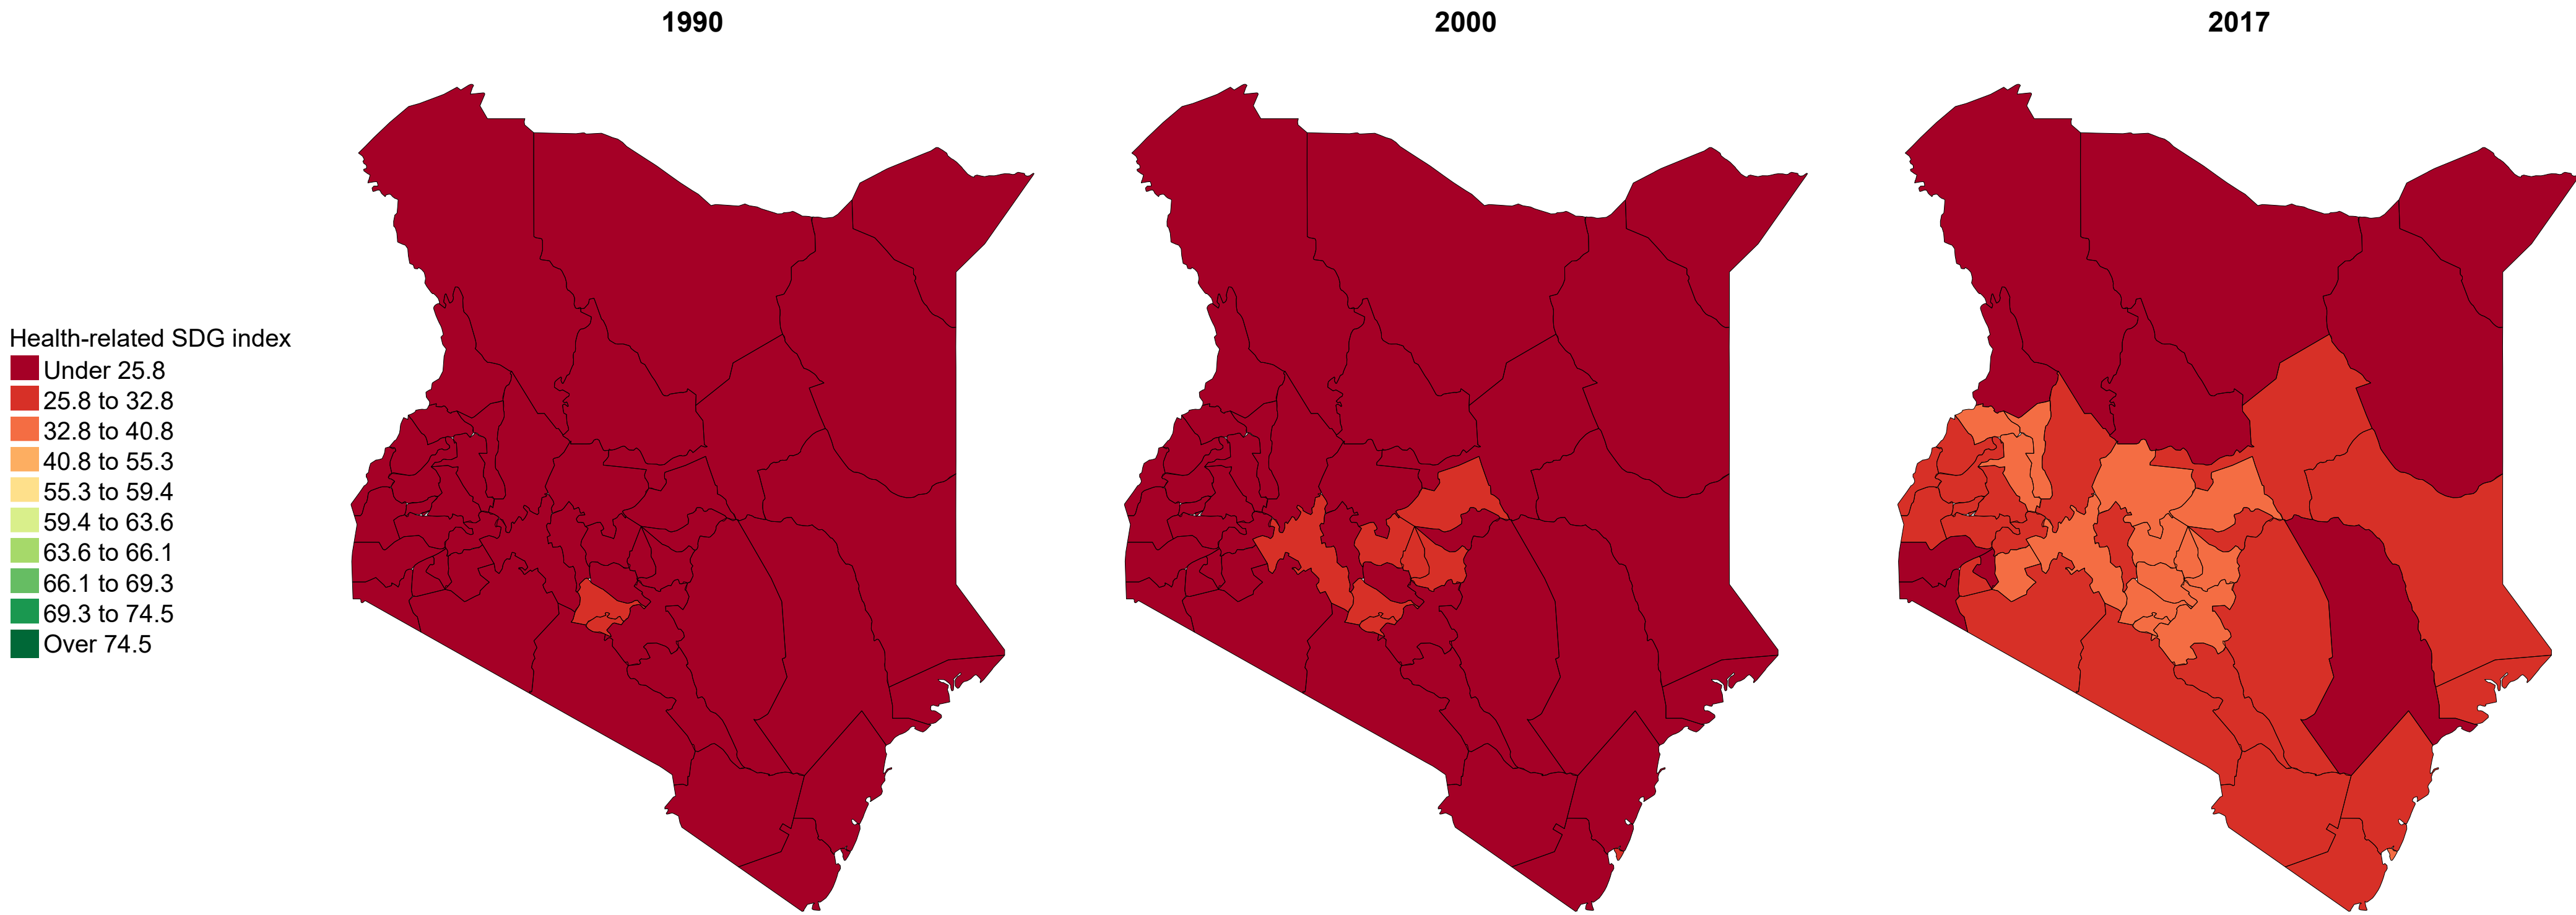 1990
2000
2017
Health-related SDG index
Under 25.8
25.8 to 32.8
32.8 to 40.8
40.8 to 55.3
55.3 to 59.4
59.4 to 63.6
63.6 to 66.1
66.1 to 69.3
69.3 to 74.5
Over 74.5